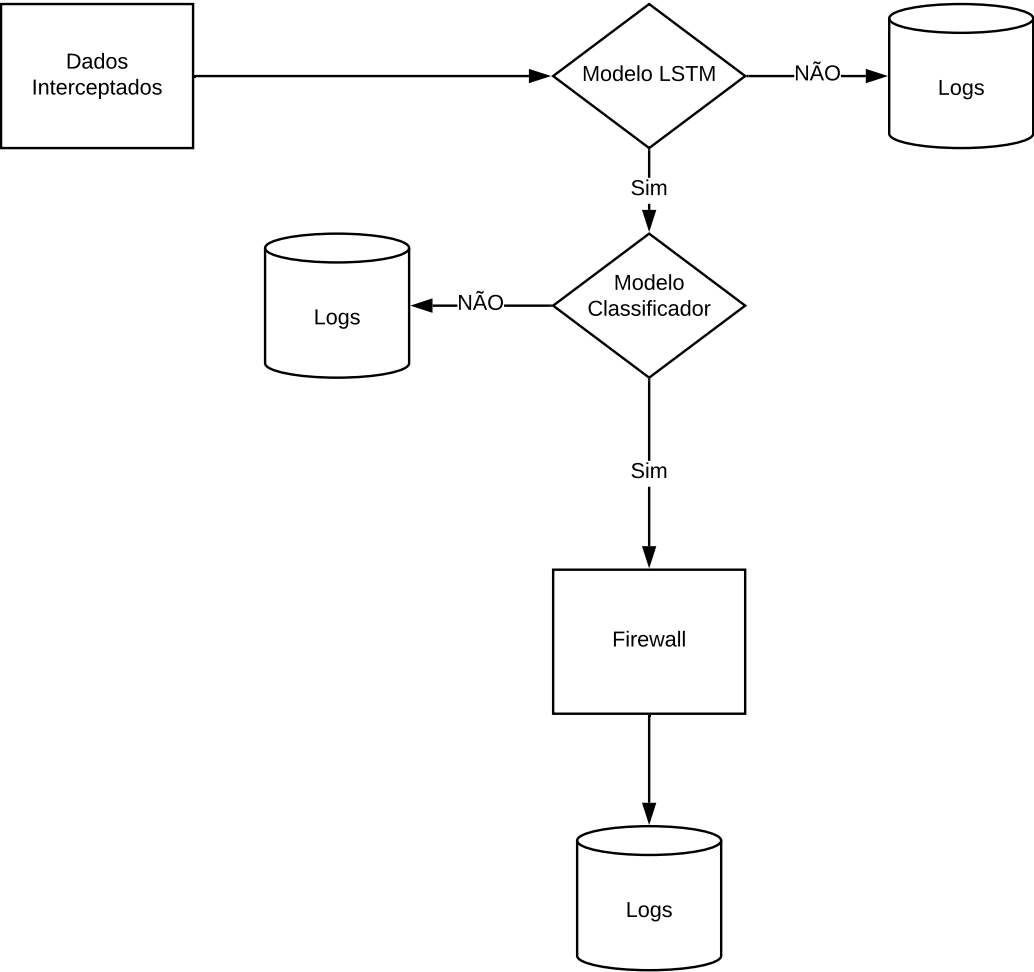 Dados
Interceptados
Modelo LSTM
NÃO
Logs
Sim
Logs
NÃO
Modelo
Classificador
Sim
Firewall
Logs